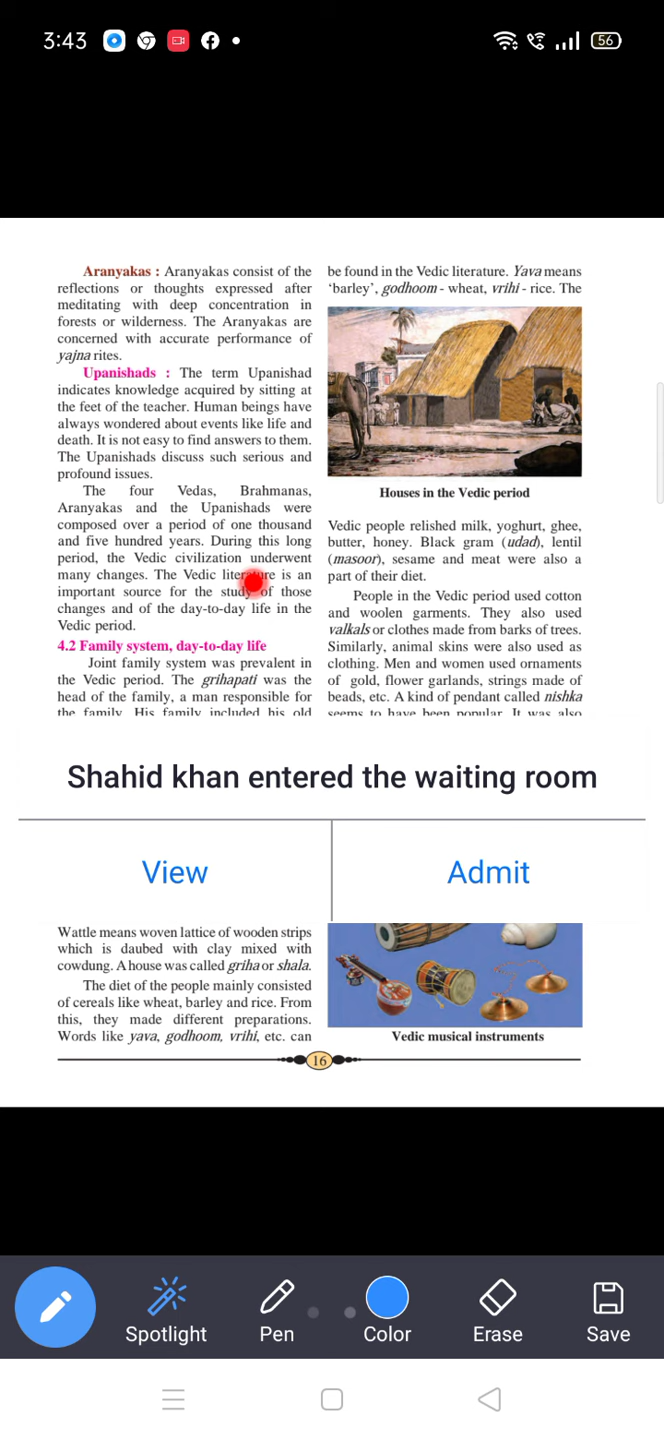 3:43
56
Aranyakas : Aranyakas consist of the
reflections or thoughts expressed after
meditating with deep concentration in
forests or wilderness. The Aranyakas are
concerned with accurate performance of
yajna rites.
Upanishads : The term Upanishad
indicates knowledge acquired by sitting at
the feet of the teacher. Human beings have
always wondered about events like life and
death. It is not easy to find answers to them.
The Upanishads discuss such serious and
profound issues.
The four Vedas, Brahmanas,
Aranyakas and the Upanishads were
composed over a period of one thousand
and five hundred years. During this long
period, the Vedic civilization underwent
many changes. The Vedic literature is an
important source for the study of those
changes and of the day-to-day life in the
Vedic period.
4.2 Family system, day-to-day life
Joint family system was prevalent in
the Vedic period. The grihapati was the
head of the family, a man responsible for
the family. His family included his old
be found in the Vedic literature. Yava means
‘barley’, godhoom - wheat, vrihi - rice. The
Houses in the Vedic period
Vedic people relished milk, yoghurt, ghee,
butter, honey. Black gram (udad), lentil
(masoor), sesame and meat were also a
part of their diet.
People in the Vedic period used cotton
and woolen garments. They also used
valkals or clothes made from barks of trees.
Similarly, animal skins were also used as
clothing. Men and women used ornaments
of gold, flower garlands, strings made of
beads, etc. A kind of pendant called nishka
seems to have been popular. It was also
Shahid khan entered the waiting room
View
Admit
Wattle means woven lattice of wooden strips
which is daubed with clay mixed with
cowdung. A house was called griha or shala.
The diet of the people mainly consisted
of cereals like wheat, barley and rice. From
this, they made different preparations.
Words like yava, godhoom, vrihi, etc. can
Vedic musical instruments
16
Spotlight
Pen
Color
Erase
Save